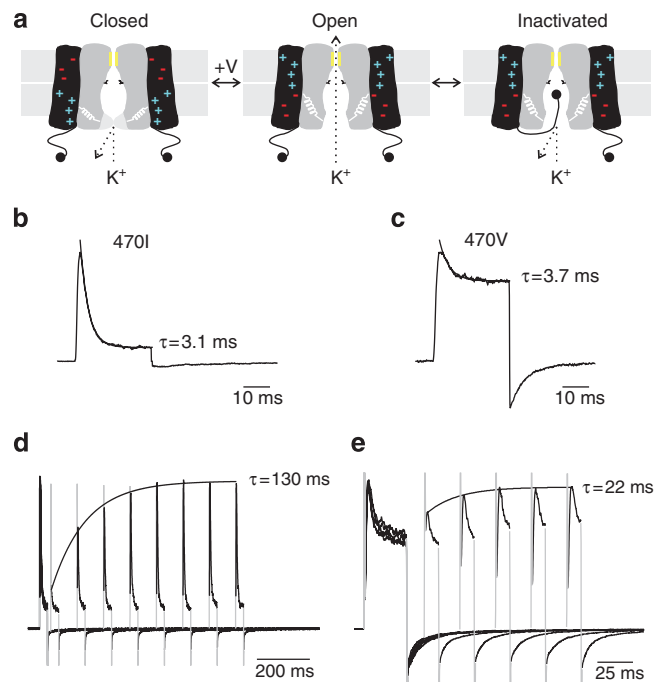 a
Closed
Open
Inactivated
+V
K+
K+
K+
b
470I
τ=3.1 ms
10 ms
c
470V
τ=3.7 ms
10 ms
d
τ=130 ms
200 ms
e
τ=22 ms
25 ms